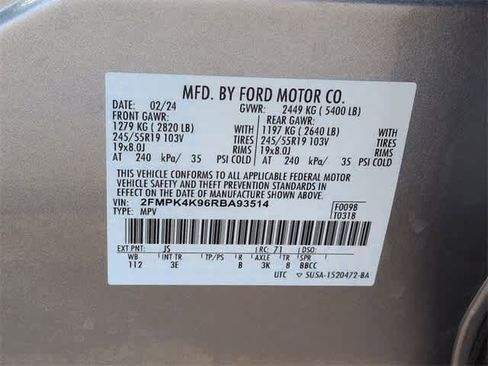 MFD. BY FORD MOTOR CO.
DATE: 02/24 GVWR: 2449 KG ( 5400 LB)
FRONT GAWR: REAR GAWR:
1279 KG ( 2820 LB) WITH 1197 KG ( 2640 LB) WITH
245/55R19 103V TIRES 245/55R19 103V TIRES
19x8.0J RIMS 19x8.0J RIMS
AT 240 kPa/ 35 PSI COLD AT 240 kPa/ 35 PSI COLD
THIS VEHICLE CONFORMS TO ALL APPLICABLE FEDERAL MOTOR
VEHICLE SAFETY AND THEFT PREVENTION STANDARDS IN EFFECT ON THE
DATE OF MANUFACTURE SHOWN ABOVE.
VIN: 2FMPK4K96RBA93514 F0098
TYPE: MPV T0318
EXT PNT: JS RC: 71 DSO:
WB INT TR TP/PS R AXLE TR SPR
112 3E B 3K 8 BBCC
UTC ▽ SU5A-1520472-BA